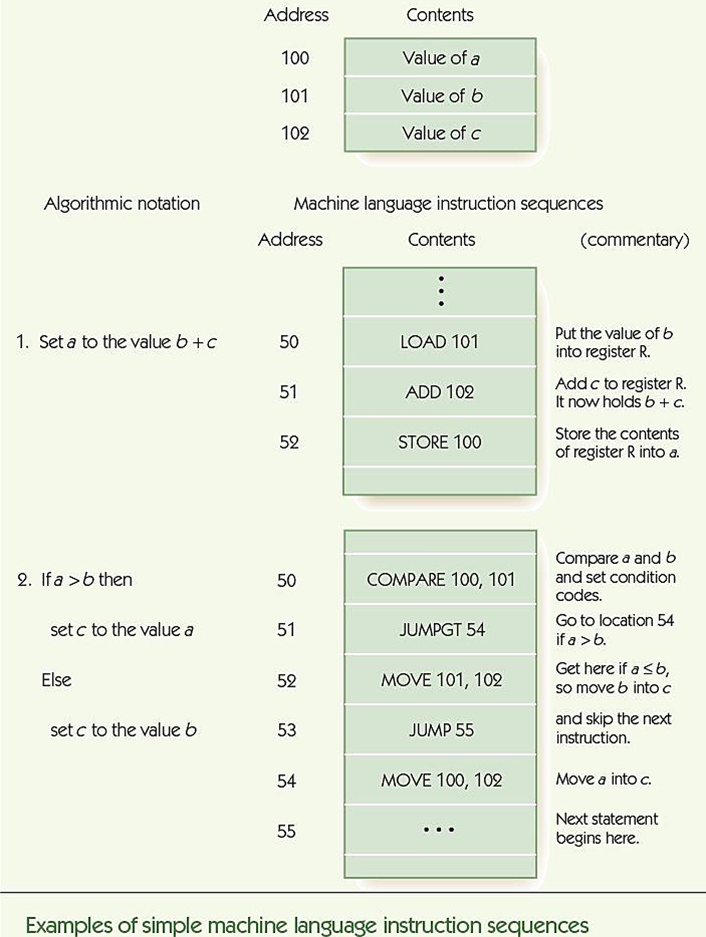 Address Contents
100 Value of a
101 Value of b
102 Value of c
Algorithmic notation Machine language instruction sequences
Address Contents (commentary)
⋮
1. Set a to the value b + c 50 LOAD 101 Put the value of b
into register R.
51 ADD 102 Add c to register R.
It now holds b + c.
52 STORE 100 Store the contents
of register R into a.
2. If a > b then 50 COMPARE 100, 101 Compare a and b
and set condition
codes.
set c to the value a 51 JUMPGT 54 Go to location 54
if a > b.
Else 52 MOVE 101, 102 Get here if a ≤ b,
so move b into c
set c to the value b 53 JUMP 55 and skip the next
instruction.
54 MOVE 100, 102 Move a into c.
55 • • • Next statement
begins here.
Examples of simple machine language instruction sequences